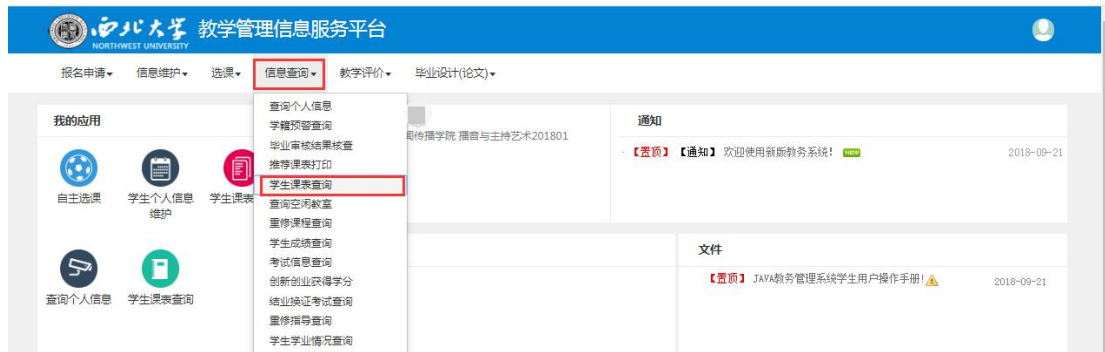 西北大学 教学管理信息服务平台
NORTHWEST UNIVERSITY
报名申请 信息维护 选课 信息查询 教学评价 毕业设计(论文)
我的应用
查询个人信息
学籍预警查询
毕业审核结果核查
推荐课表打印
学生课表查询
查询空闲教室
重修课程查询
学生成绩查询
考试信息查询
创新创业获得学分
结业换证考试查询
重修指导查询
学生学业情况查询
自主选课
学生个人信息
维护
学生课表
查询个人信息
学生课表查询
传播学院 播音与主持艺术201801
通知
【置顶】【通知】欢迎使用新版教务系统! NEW 2018-09-21
文件
【置顶】 JAVA教务管理系统学生用户操作手册! 2018-09-21